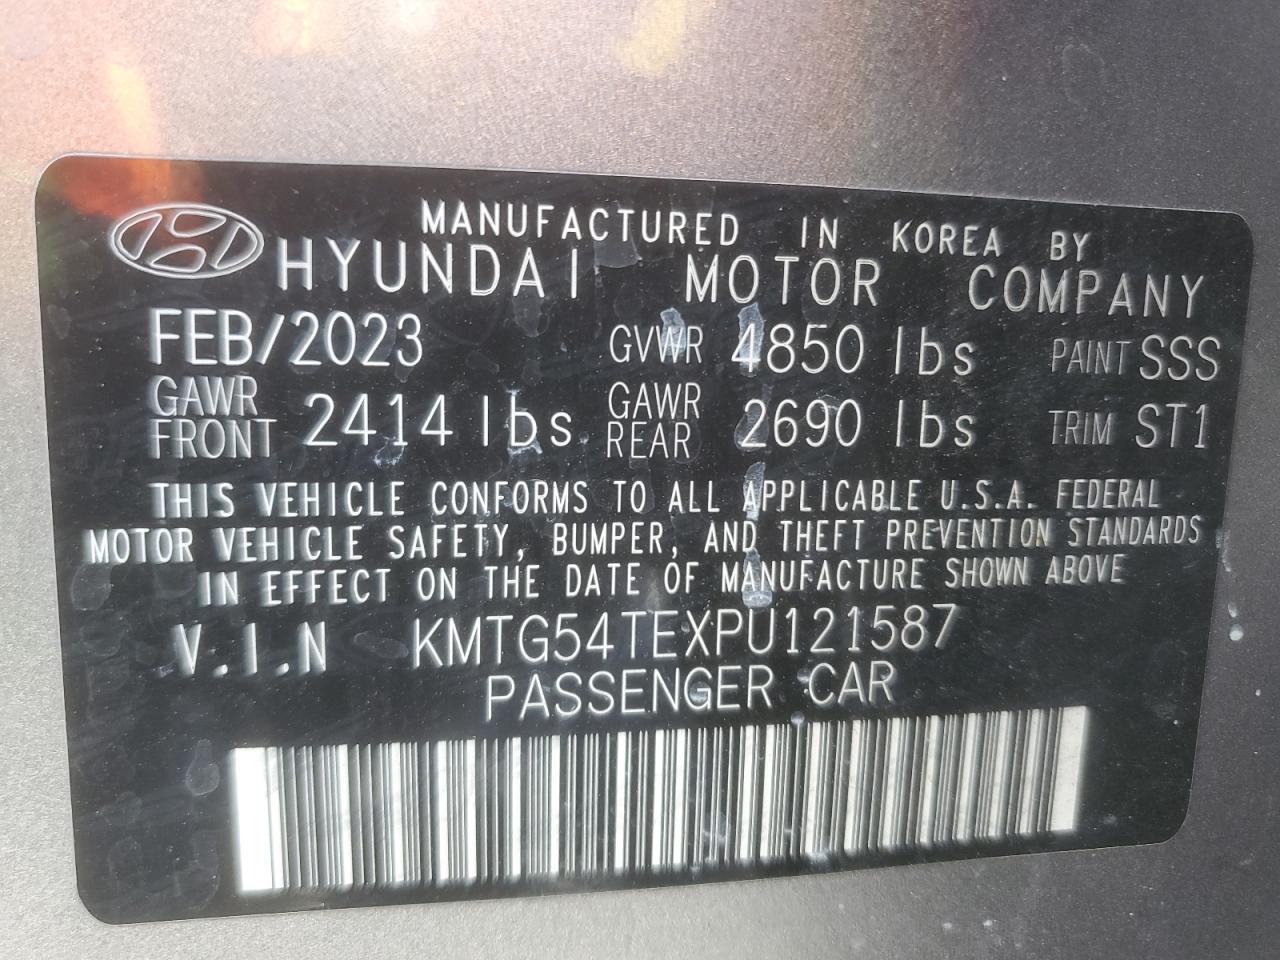 MANUFACTURED IN KOREA BY
HYUNDAI MOTOR COMPANY
FEB/2023 GVWR 4850 lbs PAINT SSS
GAWR FRONT 2414 lbs GAWR REAR 2690 lbs TRIM ST1
THIS VEHICLE CONFORMS TO ALL APPLICABLE U.S.A. FEDERAL
MOTOR VEHICLE SAFETY, BUMPER, AND THEFT PREVENTION STANDARDS
IN EFFECT ON THE DATE OF MANUFACTURE SHOWN ABOVE
V.I.N KMTG54TEXPU121587
PASSENGER CAR